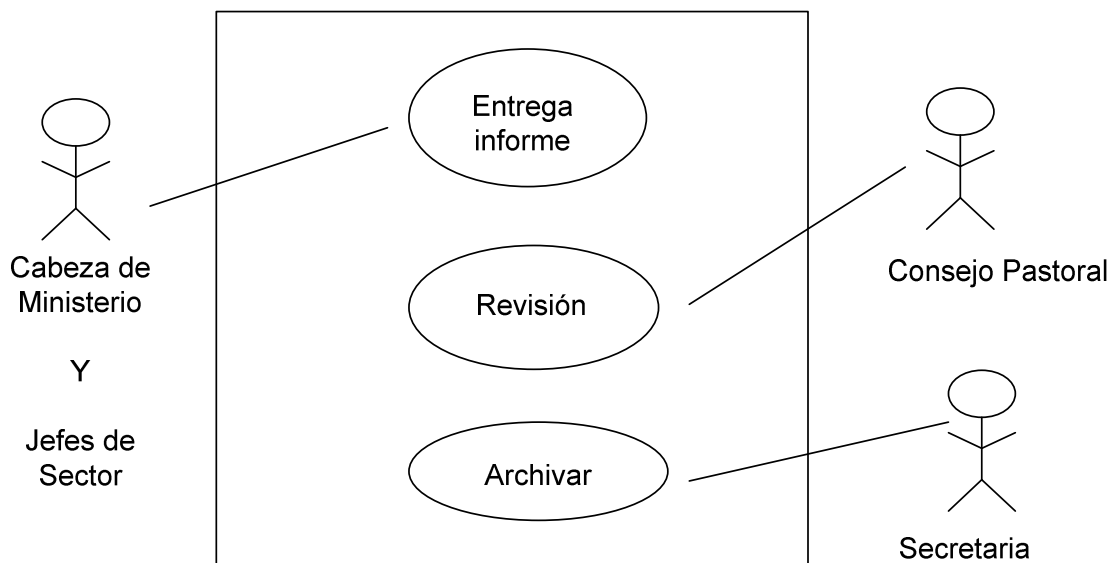 Entrega
informe
Cabeza de
Ministerio
Y
Jefes de
Sector
Revisión
Archivar
Consejo Pastoral
Secretaria